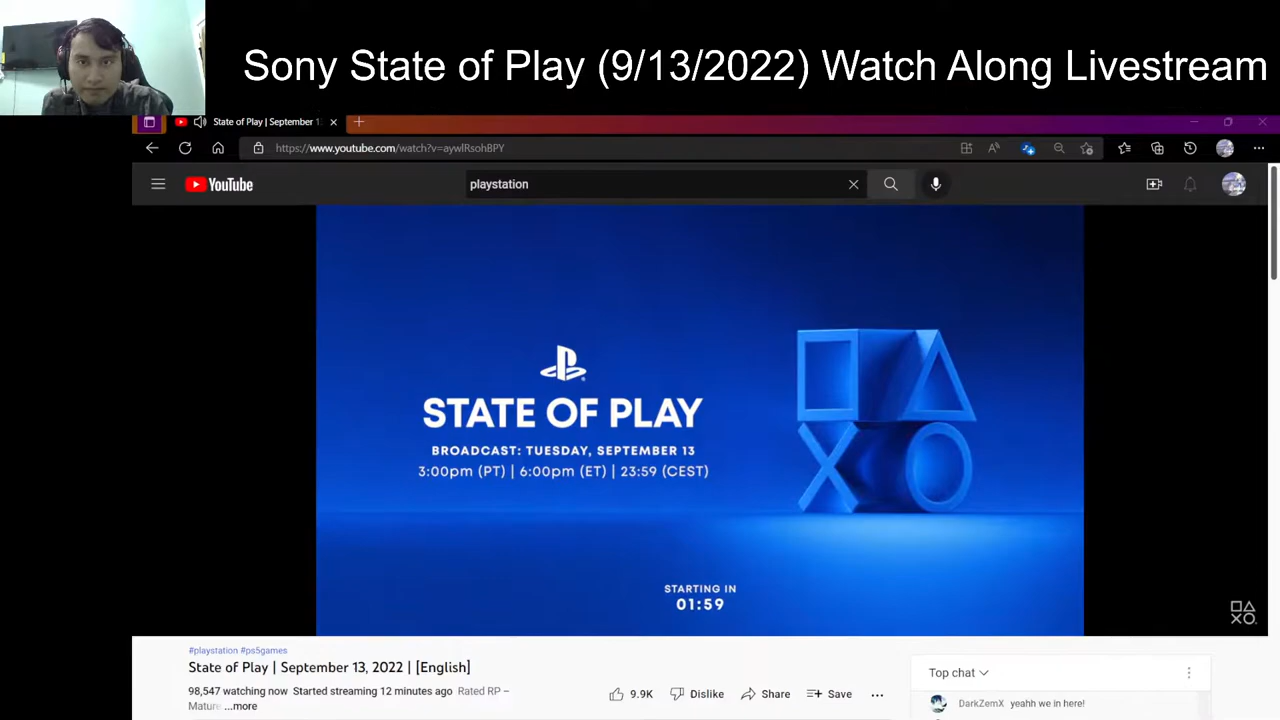 Sony State of Play (9/13/2022) Watch Along Livestream
State of Play | September 1
https://www.youtube.com/watch?v=aywlRsohBPY
YouTube
playstation
STATE OF PLAY
BROADCAST: TUESDAY, SEPTEMBER 13
3:00pm (PT) | 6:00pm (ET) | 23:59 (CEST)
STARTING IN
01:59
#playstation #ps5games
State of Play | September 13, 2022 | [English]
98,547 watching now Started streaming 12 minutes ago Rated RP –
Mature ...more
9.9K Dislike Share Save
Top chat
DarkZemX yeahh we in here!